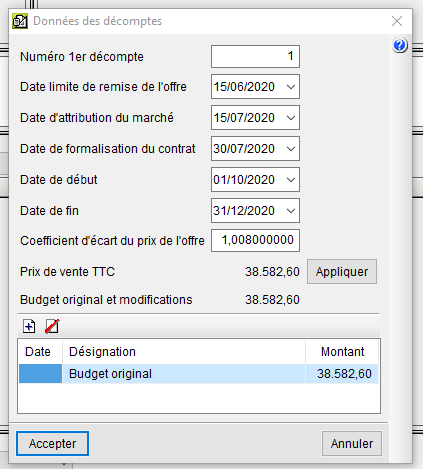 Données des décomptes
Numéro 1er décompte 1
Date limite de remise de l'offre 15/06/2020
Date d'attribution du marché 15/07/2020
Date de formalisation du contrat 30/07/2020
Date de début 01/10/2020
Date de fin 31/12/2020
Coefficient d'écart du prix de l'offre 1,008000000
Prix de vente TTC 38.582,60 Appliquer
Budget original et modifications 38.582,60
Date Désignation Montant
Budget original 38.582,60
Accepter Annuler